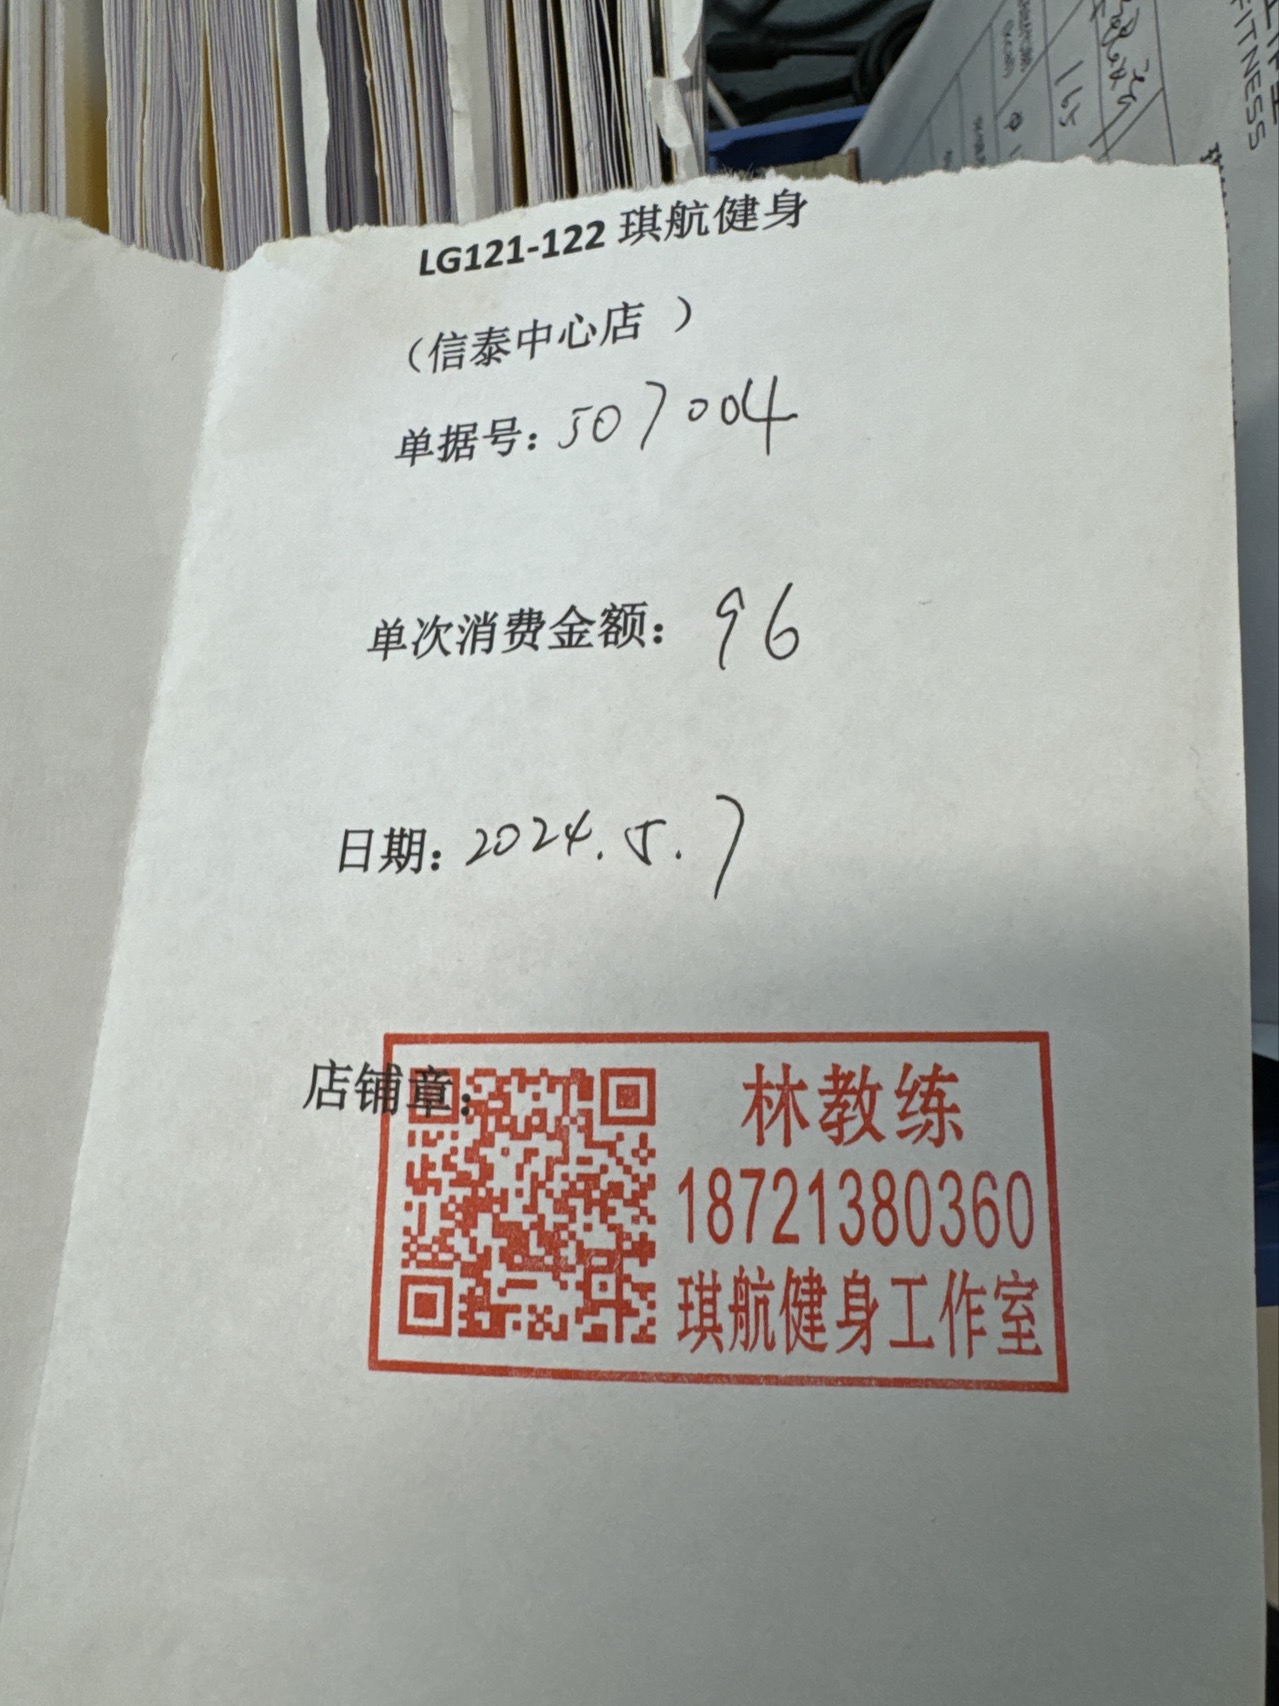 LG121-122 琪航健身
（信泰中心店 ）
单据号：507004
单次消费金额：96
日期：2024.5.7
店铺章：
林教练
18721380360
琪航健身工作室
FITNESS
165